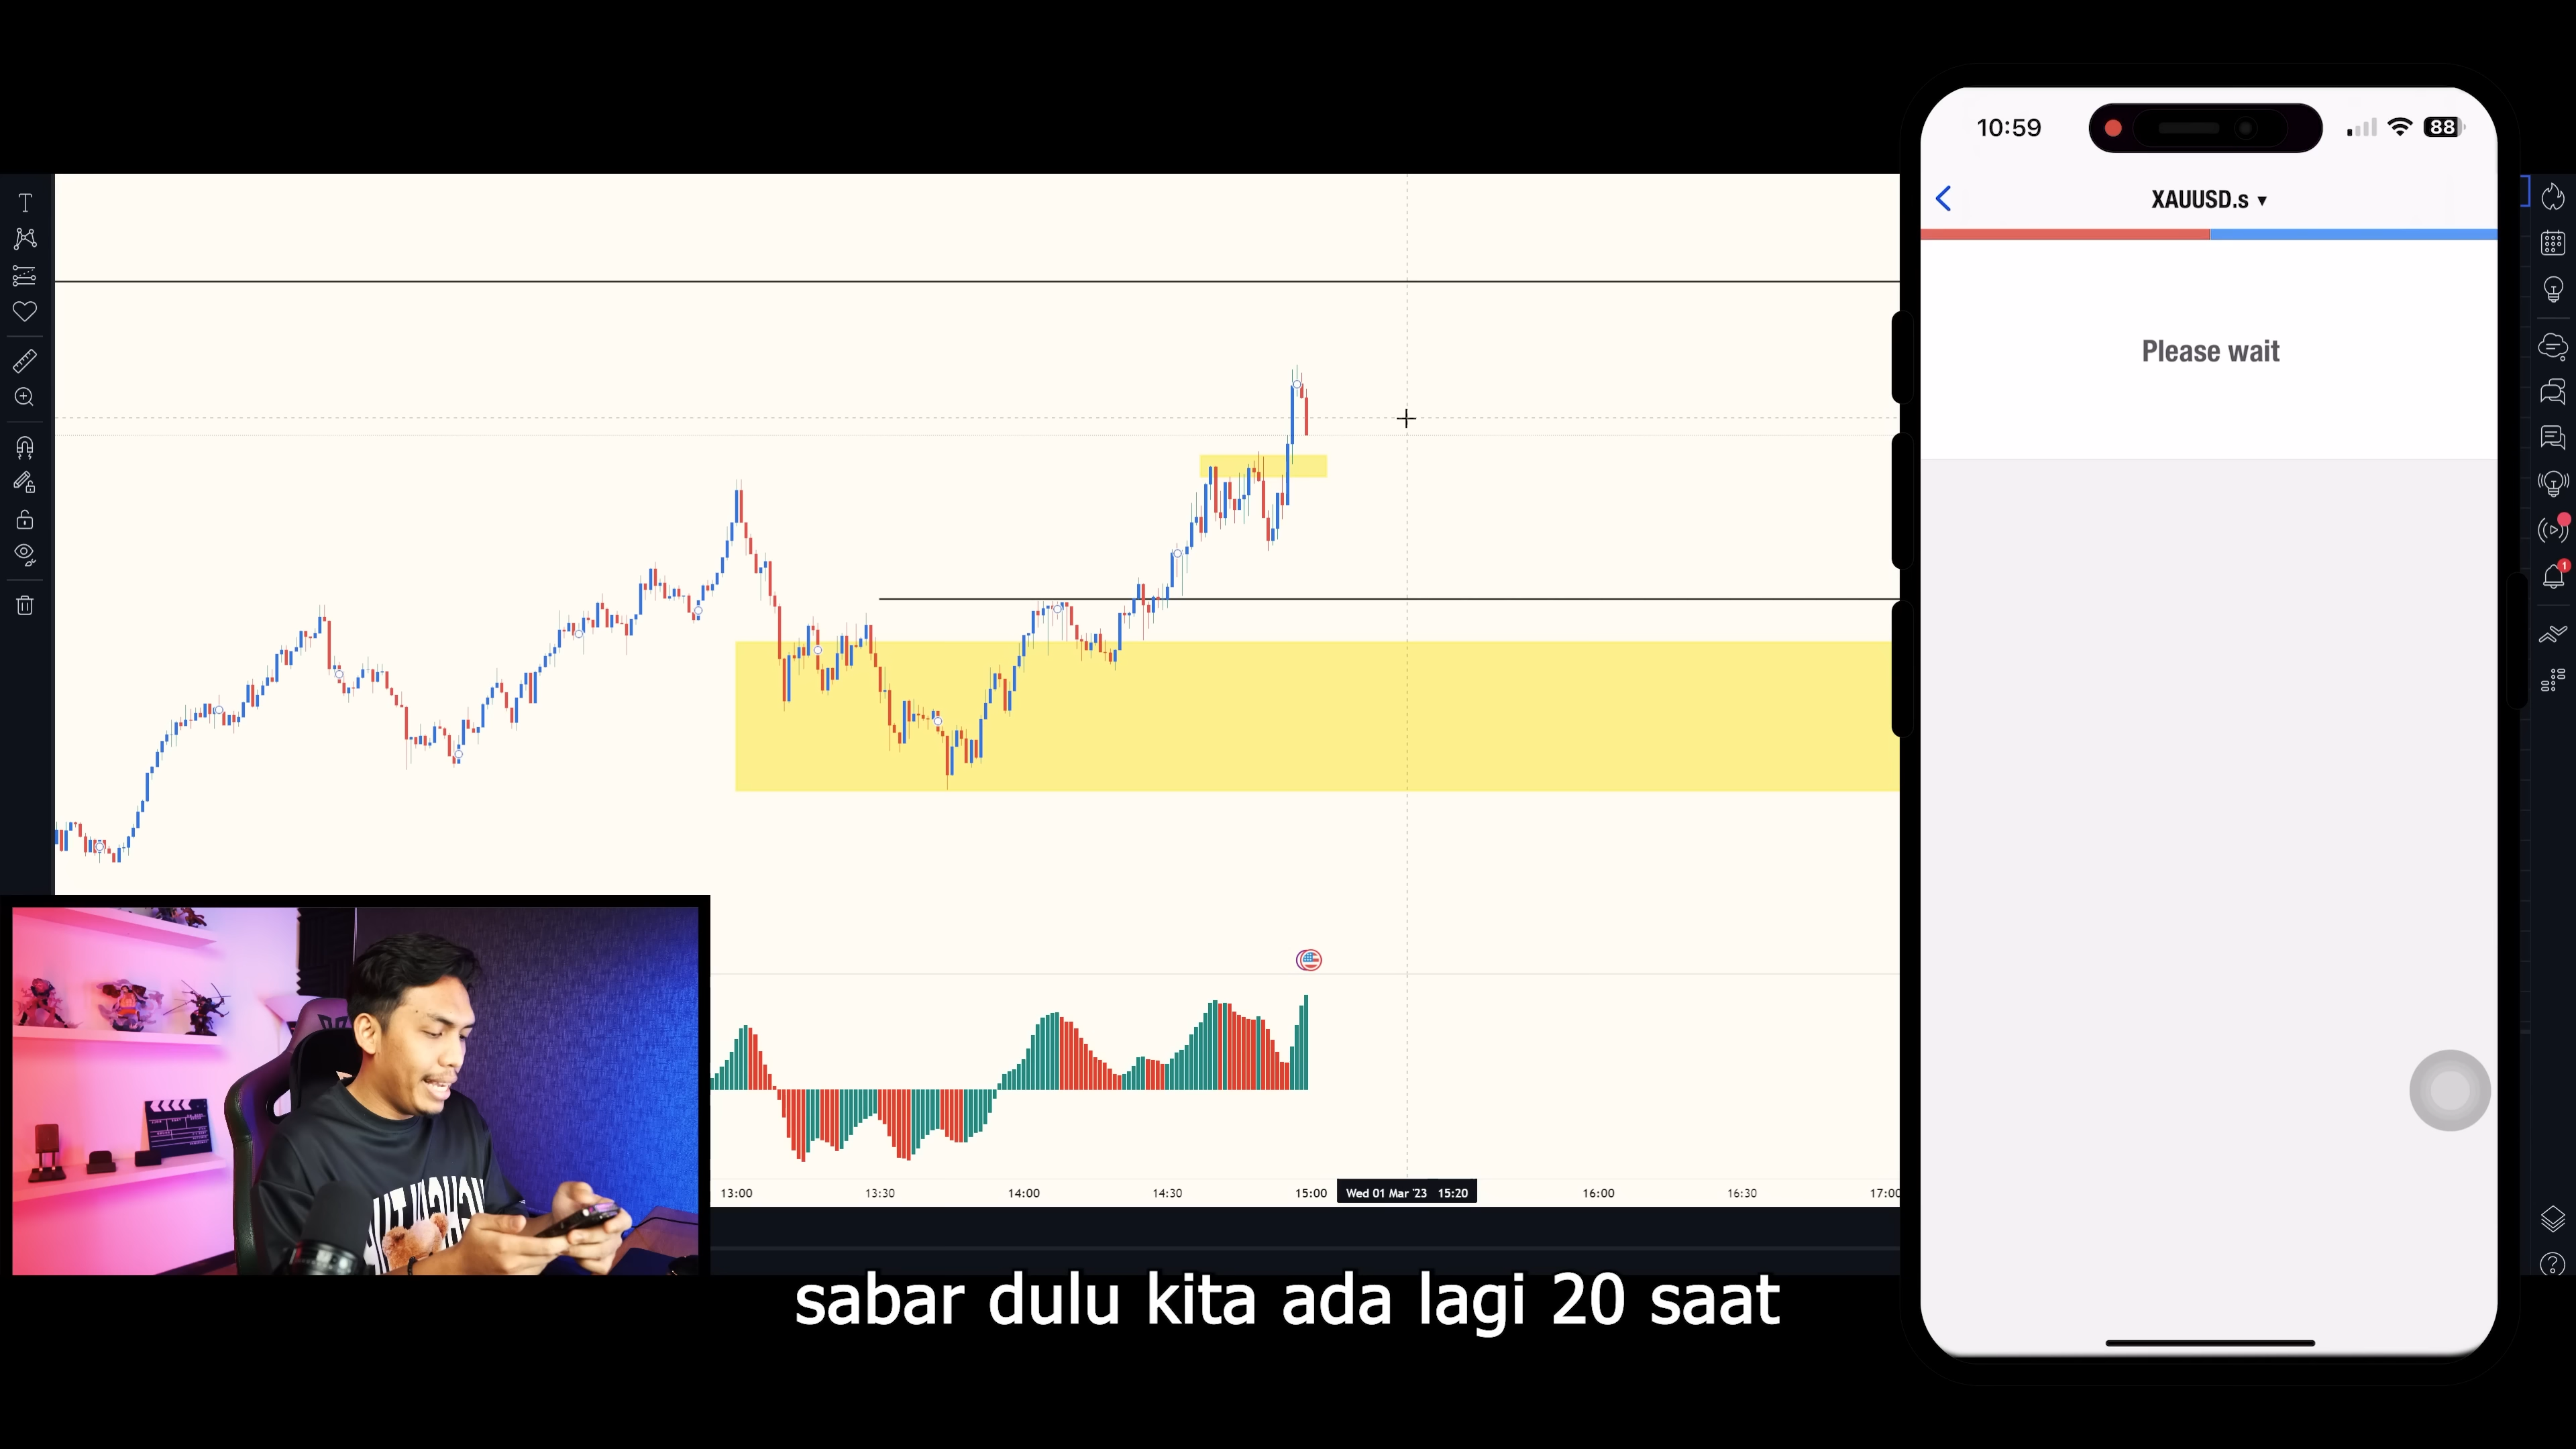 10:59
88
XAUUSD.s ▾
Please wait
1
13:00 13:30 14:00 14:30 15:00 Wed 01 Mar '23 15:20 16:00 16:30 17:00
sabar dulu kita ada lagi 20 saat